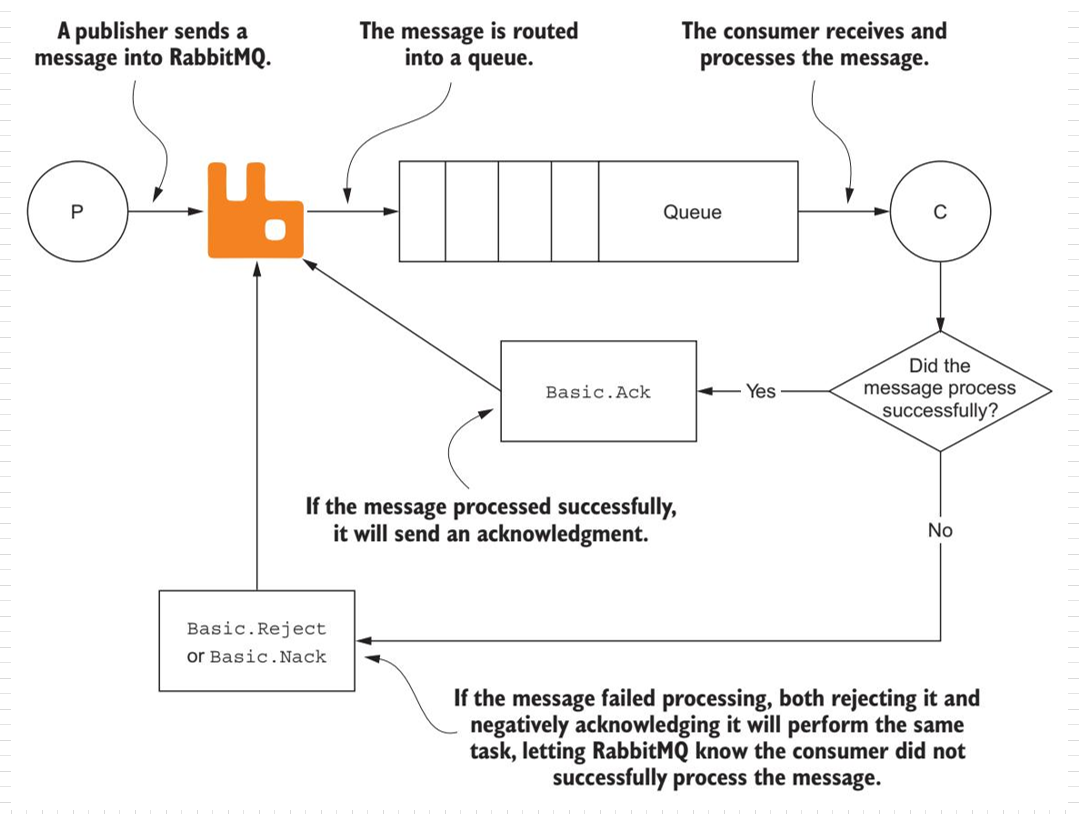 A publisher sends a
message into RabbitMQ.
The message is routed
into a queue.
The consumer receives and
processes the message.
P
Queue
C
Did the
message process
successfully?
Yes
Basic.Ack
If the message processed successfully,
it will send an acknowledgment.
No
Basic.Reject
or Basic.Nack
If the message failed processing, both rejecting it and
negatively acknowledging it will perform the same
task, letting RabbitMQ know the consumer did not
successfully process the message.